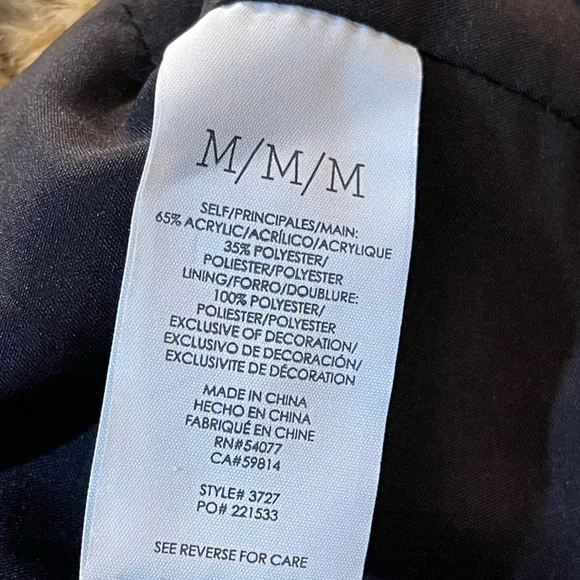 M/M/M
SELF/PRINCIPALES/MAIN:
65% ACRYLIC/ACRÍLICO/ACRYLIQUE
35% POLYESTER/
POLIESTER/POLYESTER
LINING/FORRO/DOUBLURE:
100% POLYESTER/
POLIESTER/POLYESTER
EXCLUSIVE OF DECORATION/
EXCLUSIVO DE DECORACIÓN/
EXCLUSIVITE DE DÉCORATION
MADE IN CHINA
HECHO EN CHINA
FABRIQUÉ EN CHINE
RN#54077
CA#59814
STYLE# 3727
PO# 221533
SEE REVERSE FOR CARE